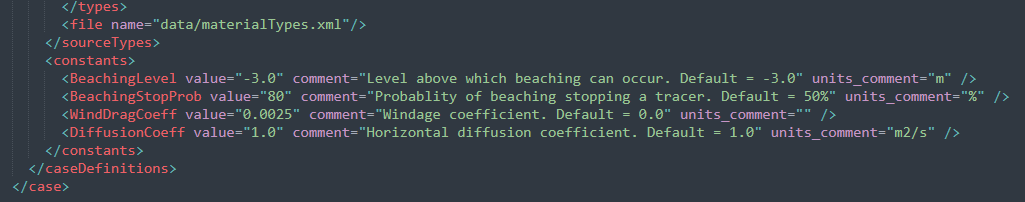 </types>
<file name="data/materialTypes.xml"/>
</sourceTypes>
<constants>
<BeachingLevel value="-3.0" comment="Level above which beaching can occur. Default = -3.0" units_comment="m" />
<BeachingStopProb value="80" comment="Probablity of beaching stopping a tracer. Default = 50%" units_comment="%" />
<WindDragCoeff value="0.0025" comment="Windage coefficient. Default = 0.0" units_comment="" />
<DiffusionCoeff value="1.0" comment="Horizontal diffusion coefficient. Default = 1.0" units_comment="m2/s" />
</constants>
</caseDefinitions>
</case>